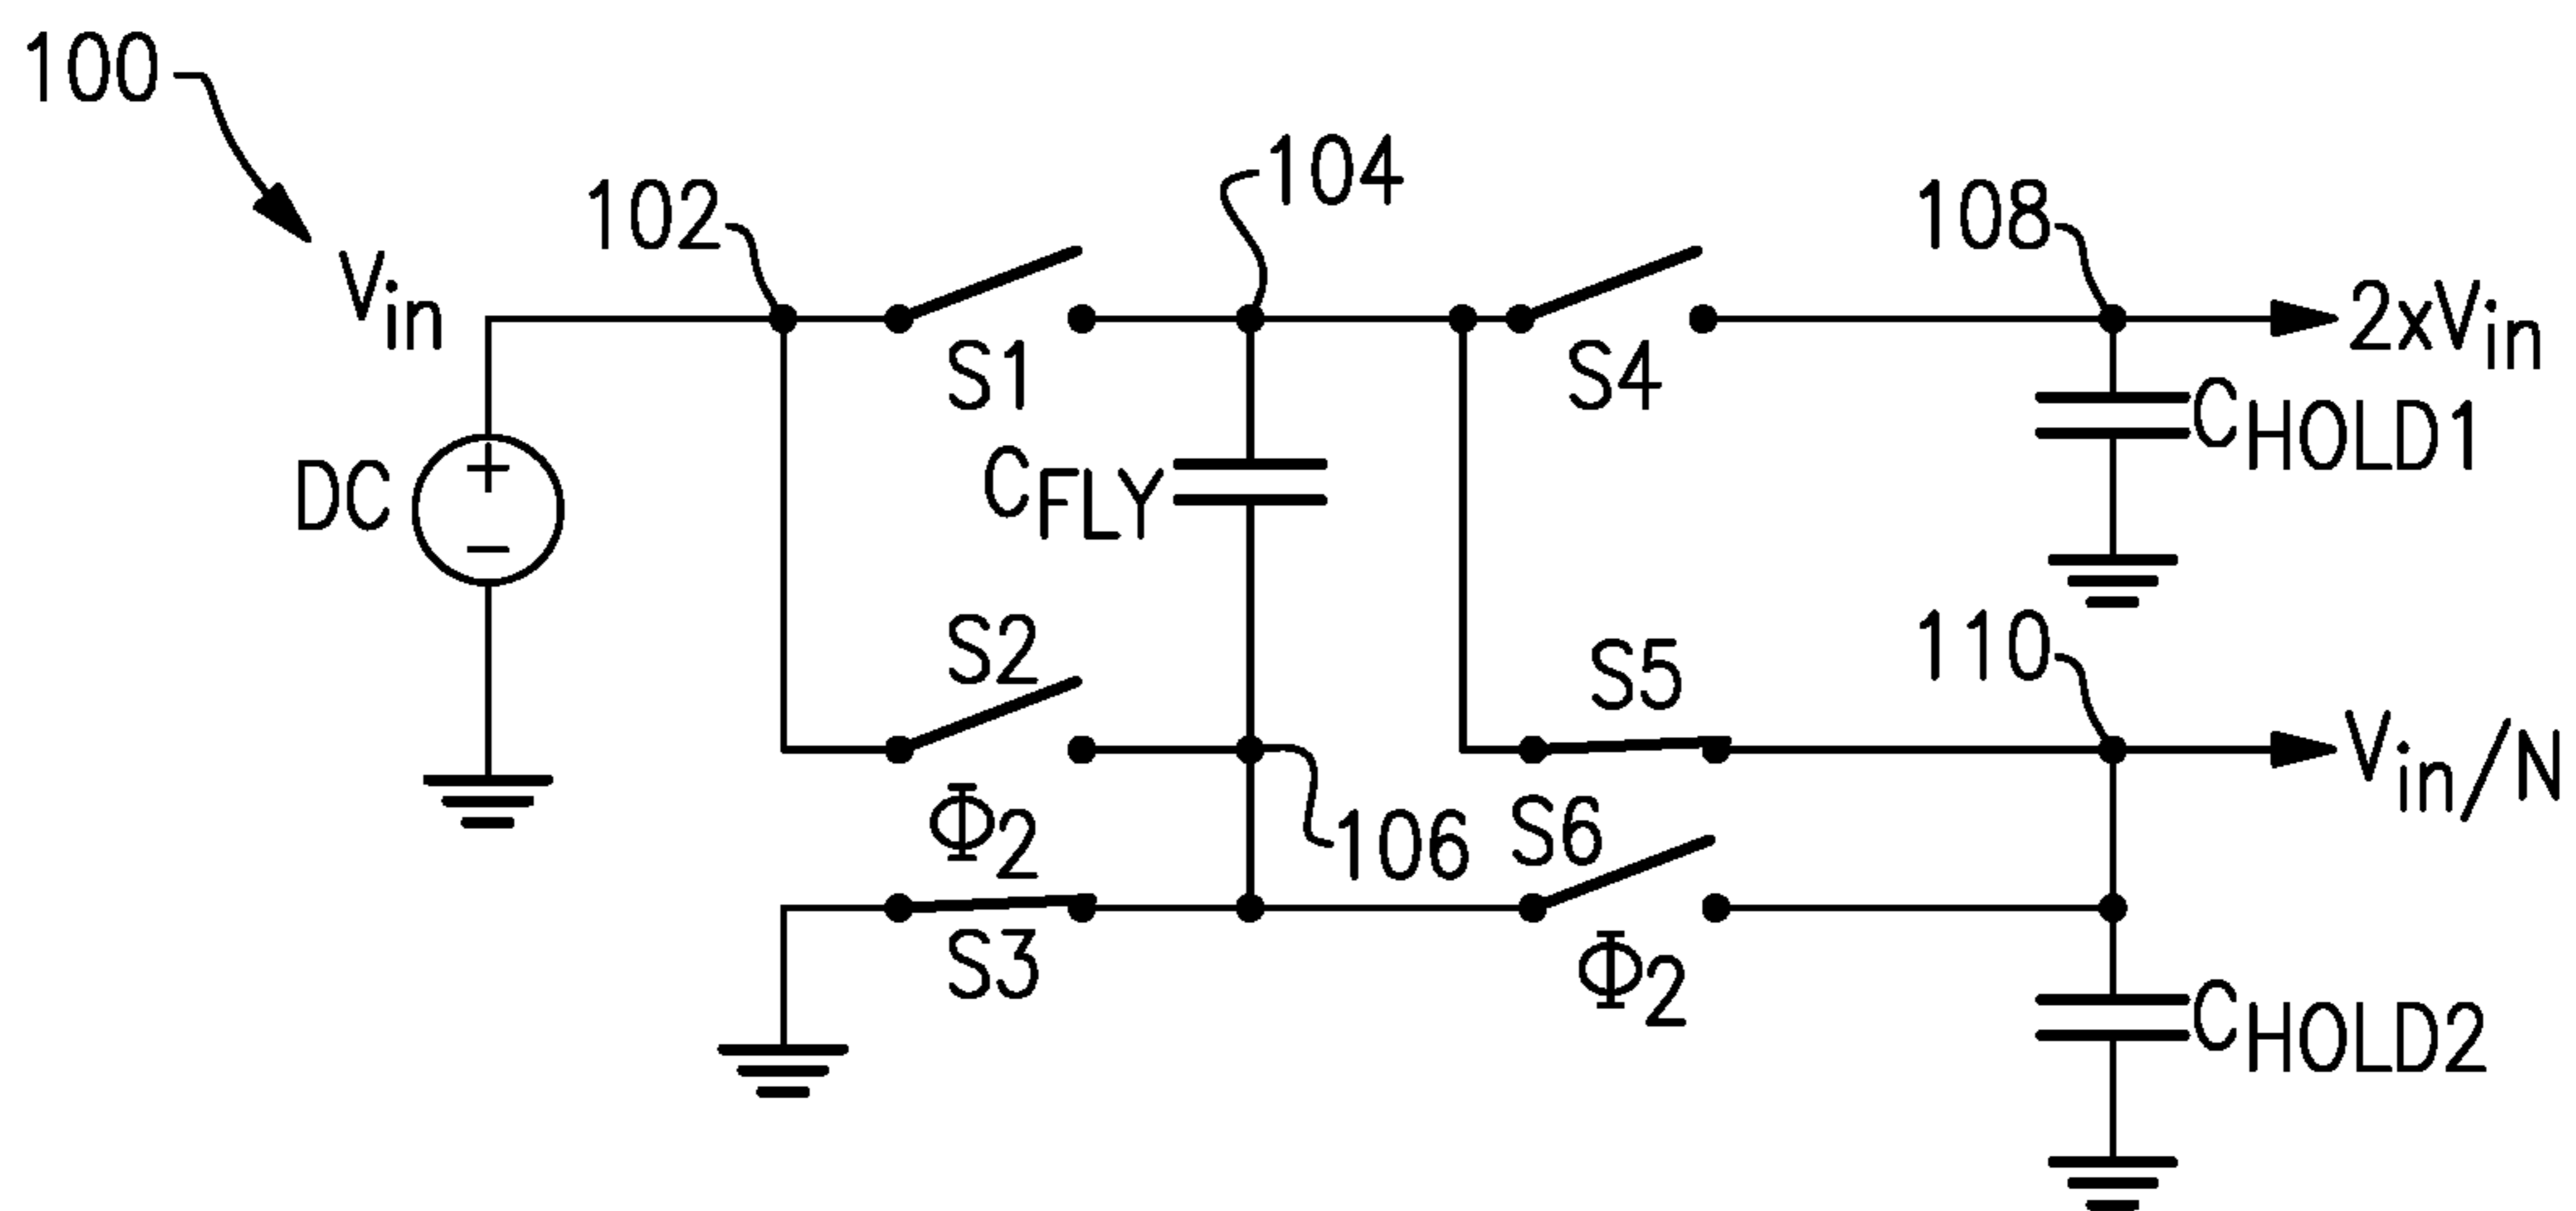 100
102
104
108
Vin
2xVin
S1
S4
CHOLD1
DC
+
−
CFLY
S2
S5
110
Vin/N
Φ2
106
S6
S3
Φ2
CHOLD2